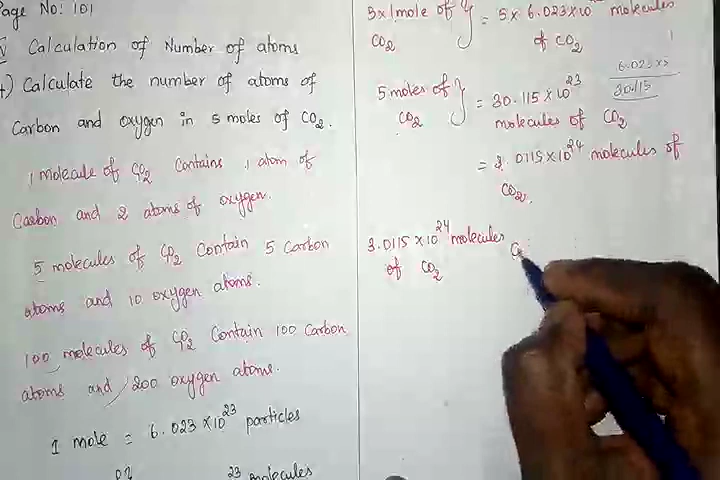 Page No: 101
Calculation of Number of atoms
Calculate the number of atoms of
Carbon and oxygen in 5 moles of CO2.
1 molecule of CO2 contains 1 atom of
Carbon and 2 atoms of oxygen.
5 molecules of CO2 contain 5 Carbon
atoms and 10 oxygen atoms.
100 molecules of CO2 Contain 100 Carbon
atoms and 200 oxygen atoms.
1 mole = 6.023 × 10^23 particles
23 molecules
5 x 1 mole of } = 5 x 6.023 x 10 molecules
CO2 of CO2
6.023 x 5
30.115
5 moles of } = 30.115 x 10^23
CO2 molecules of CO2
= 3.0115 x 10^24 molecules of
CO2.
3.0115 x 10^24 molecules
of CO2